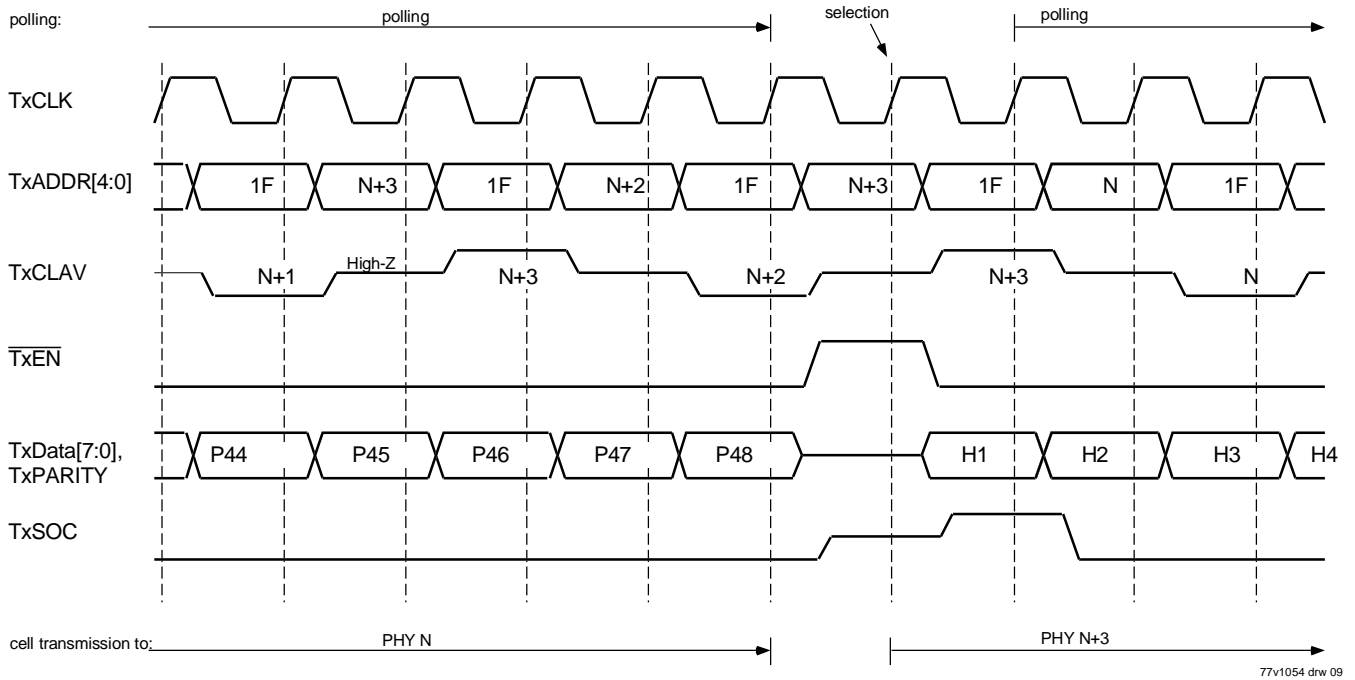 polling: polling selection polling
TxCLK
TxADDR[4:0] 1F N+3 1F N+2 1F N+3 1F N 1F
TxCLAV N+1 High-Z N+3 N+2 N+3 N
TxEN
TxData[7:0], TxPARITY P44 P45 P46 P47 P48 H1 H2 H3 H4
TxSOC
cell transmission to: PHY N PHY N+3
77v1054 drw 09